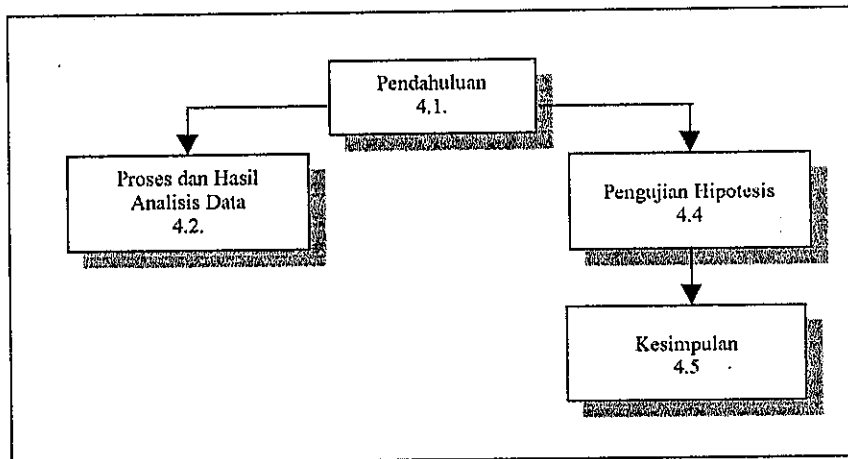 Pendahuluan
4.1.
Proses dan Hasil
Analisis Data
4.2.
Pengujian Hipotesis
4.4
Kesimpulan
4.5